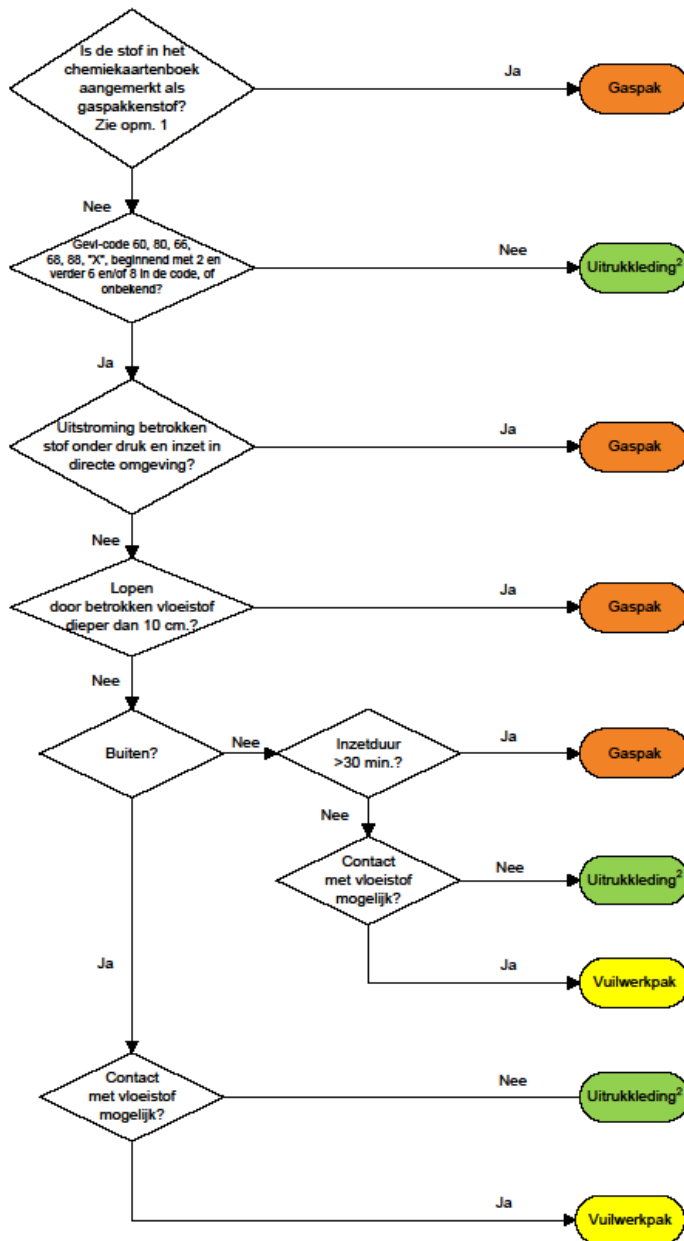 Is de stof in het
chemiekaartenboek
aangemerkt als
gaspakkenstof?
Zie opm. 1
Ja
Gaspak
Nee
Gevi-code 60, 80, 66,
68, 88, "X", beginnend met 2 en
verder 6 en/of 8 in de code, of
onbekend?
Nee
Uitrukkleding²
Ja
Uitstroming betrokken
stof onder druk en inzet in
directe omgeving?
Ja
Gaspak
Nee
Lopen
door betrokken vloeistof
dieper dan 10 cm.?
Ja
Gaspak
Nee
Buiten?
Nee
Inzetduur
>30 min.?
Ja
Gaspak
Nee
Contact
met vloeistof
mogelijk?
Nee
Uitrukkleding²
Ja
Vuilwerkpak
Ja
Contact
met vloeistof
mogelijk?
Nee
Uitrukkleding²
Ja
Vuilwerkpak